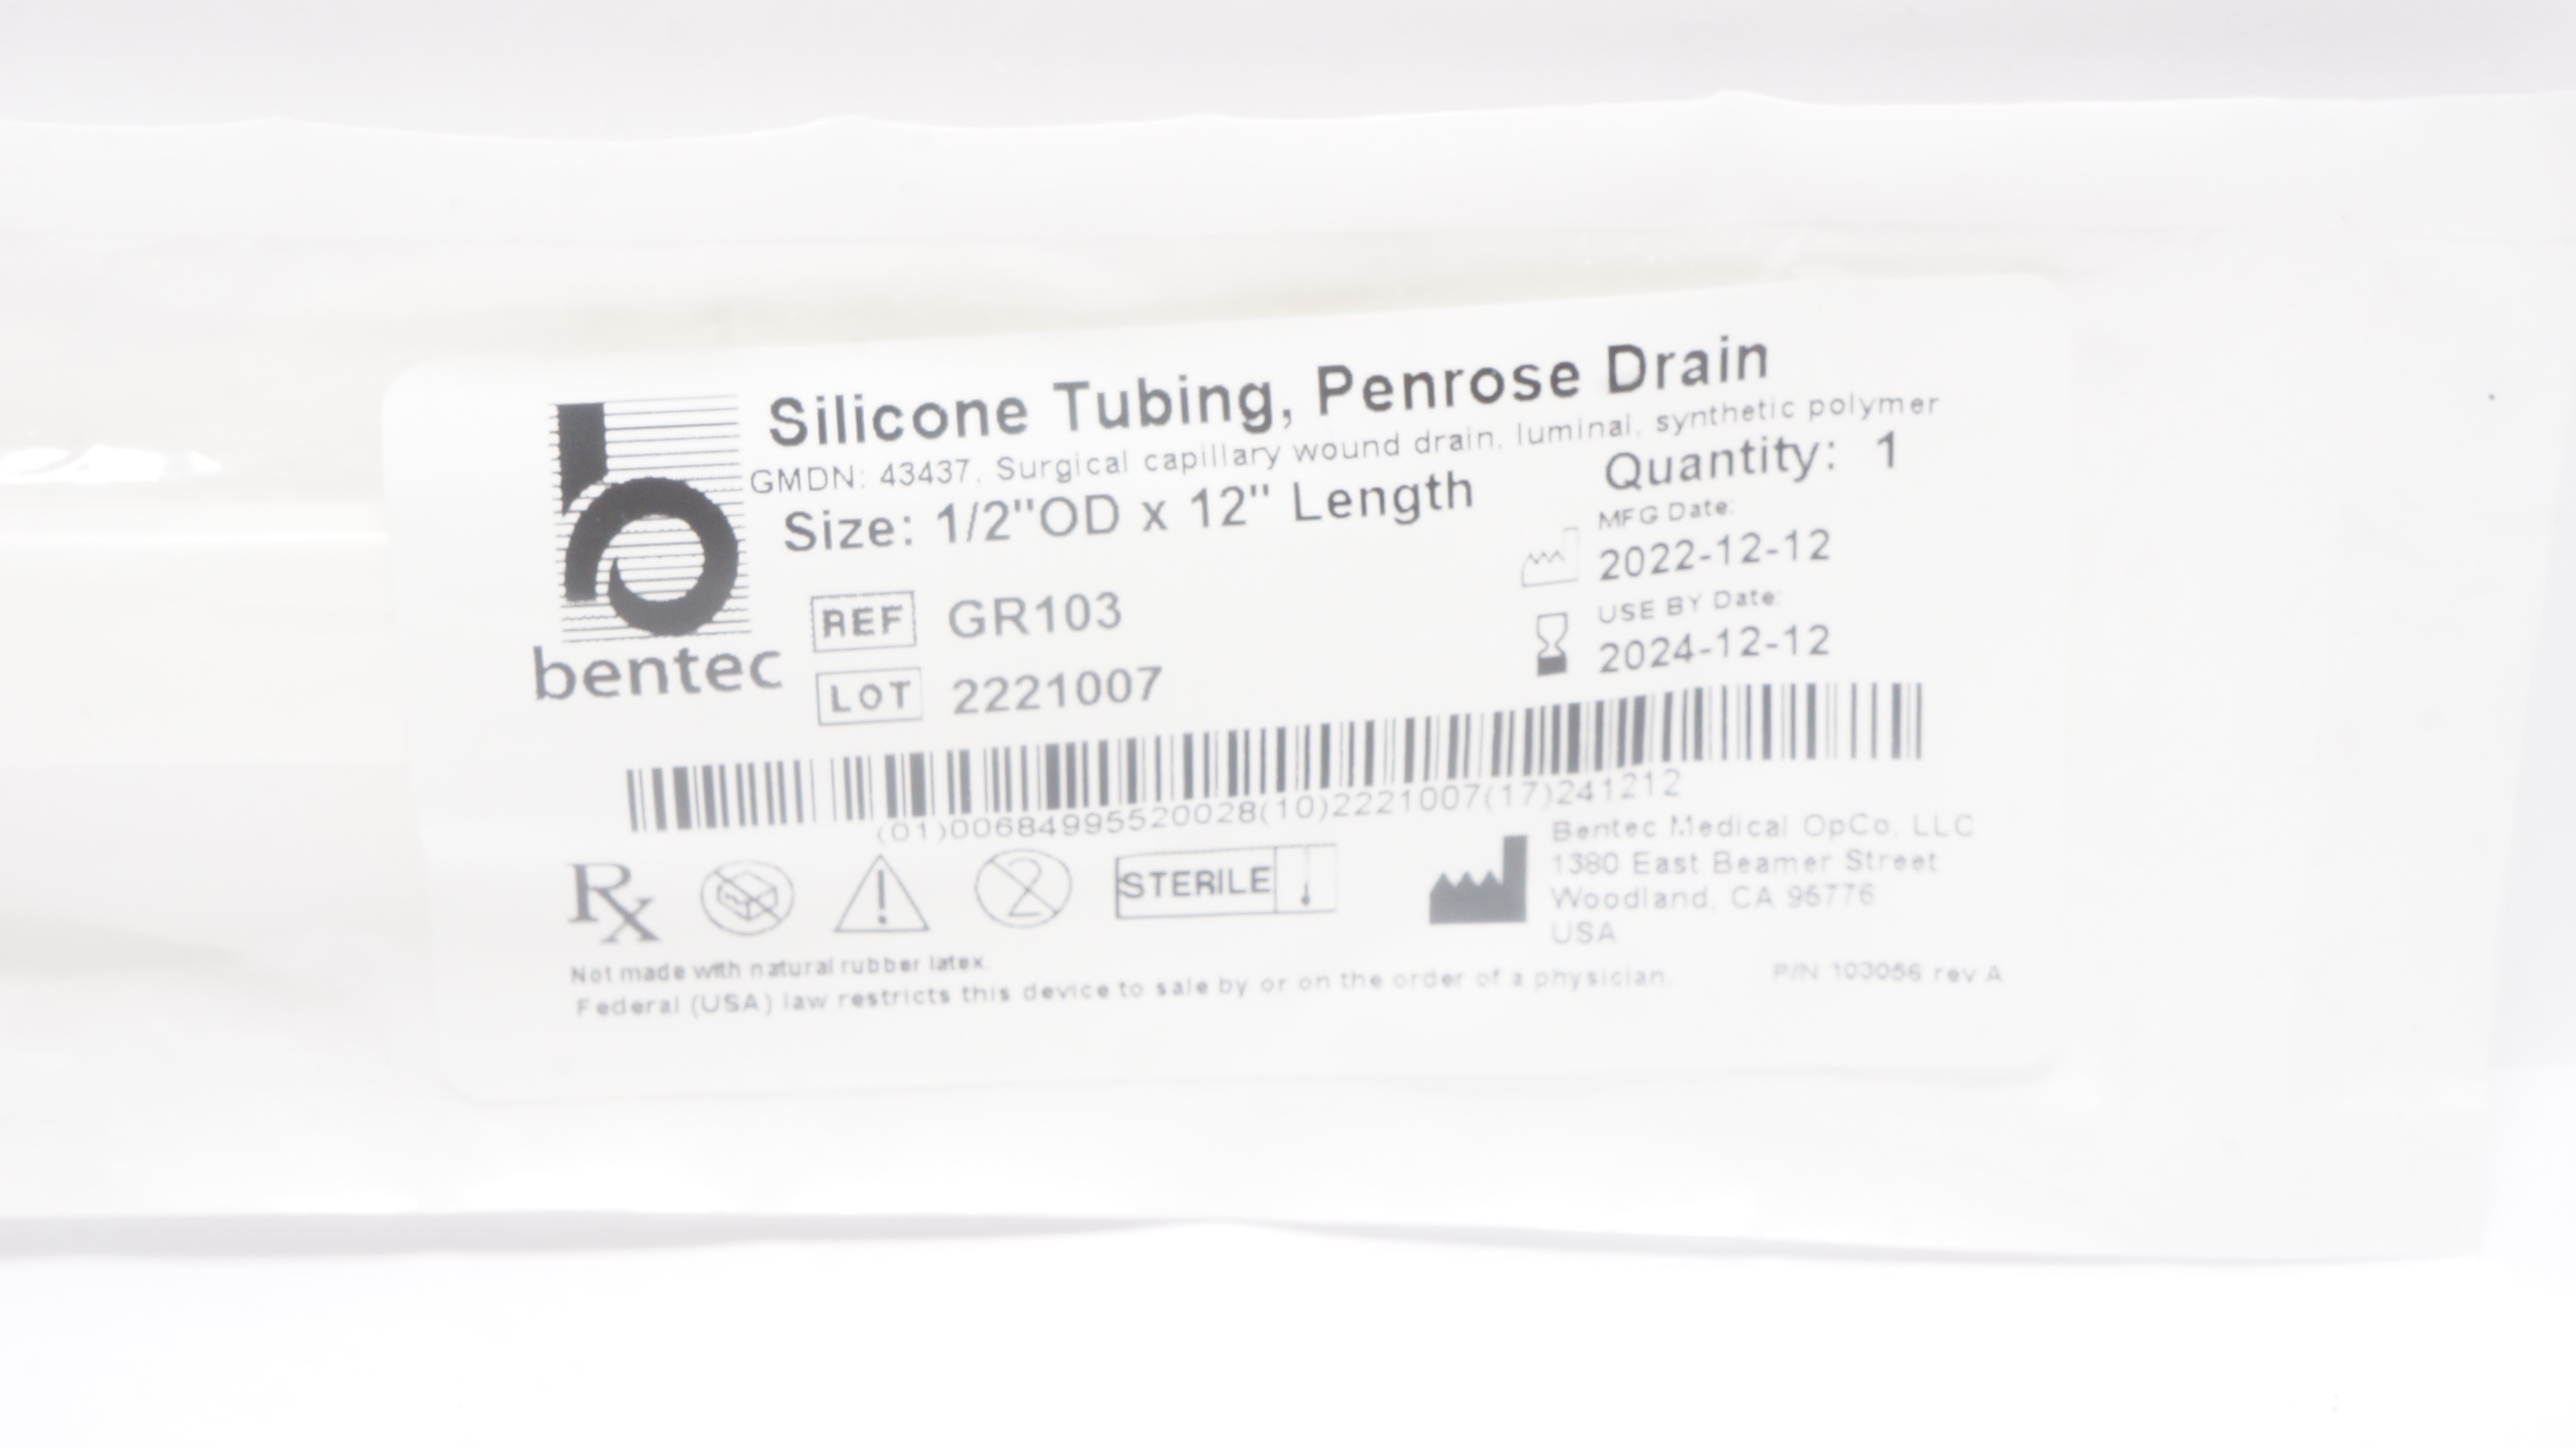 Silicone Tubing, Penrose Drain
GMDN: 43437, Surgical capillary wound drain, luminal, synthetic polymer
Size: 1/2"OD x 12" Length
Quantity: 1
MFG Date:
2022-12-12
USE BY Date:
2024-12-12
REF GR103
LOT 2221007
bentec
(01)00684995520028(10)2221007(17)241212
Rx
2
STERILE
Bentec Medical OpCo, LLC
1380 East Beamer Street
Woodland, CA 95776
USA
Not made with natural rubber latex.
Federal (USA) law restricts this device to sale by or on the order of a physician.
P/N 103056 rev A